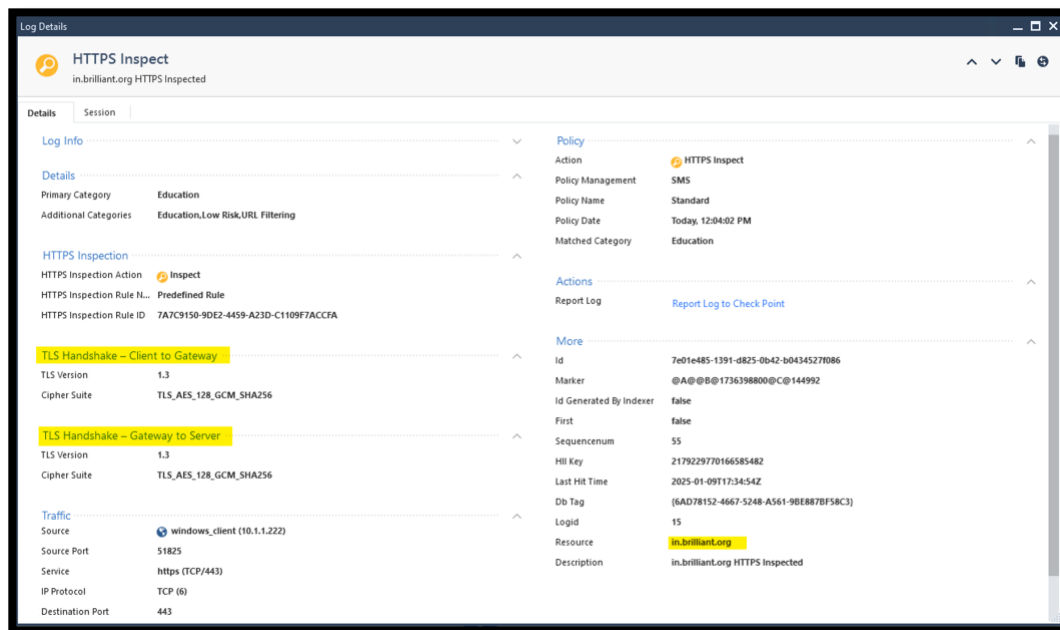 Log Details
HTTPS Inspect
in.brilliant.org HTTPS Inspected
Details Session
Log Info
Details
Primary Category Education
Additional Categories Education,Low Risk,URL Filtering
HTTPS Inspection
HTTPS Inspection Action Inspect
HTTPS Inspection Rule N... Predefined Rule
HTTPS Inspection Rule ID 7A7C9150-9DE2-4459-A23D-C1109F7ACCFA
TLS Handshake – Client to Gateway
TLS Version 1.3
Cipher Suite TLS_AES_128_GCM_SHA256
TLS Handshake – Gateway to Server
TLS Version 1.3
Cipher Suite TLS_AES_128_GCM_SHA256
Traffic
Source windows_client (10.1.1.222)
Source Port 51825
Service https (TCP/443)
IP Protocol TCP (6)
Destination Port 443
Policy
Action HTTPS Inspect
Policy Management SMS
Policy Name Standard
Policy Date Today, 12:04:02 PM
Matched Category Education
Actions
Report Log Report Log to Check Point
More
Id 7e01e485-1391-d825-0b42-b0434527f086
Marker @A@@B@1736398800@C@144992
Id Generated By Indexer false
First false
Sequencenum 55
Hll Key 2179229770166585482
Last Hit Time 2025-01-09T17:34:54Z
Db Tag {6AD78152-4667-5248-A561-9BE887BF58C3}
Logid 15
Resource in.brilliant.org
Description in.brilliant.org HTTPS Inspected